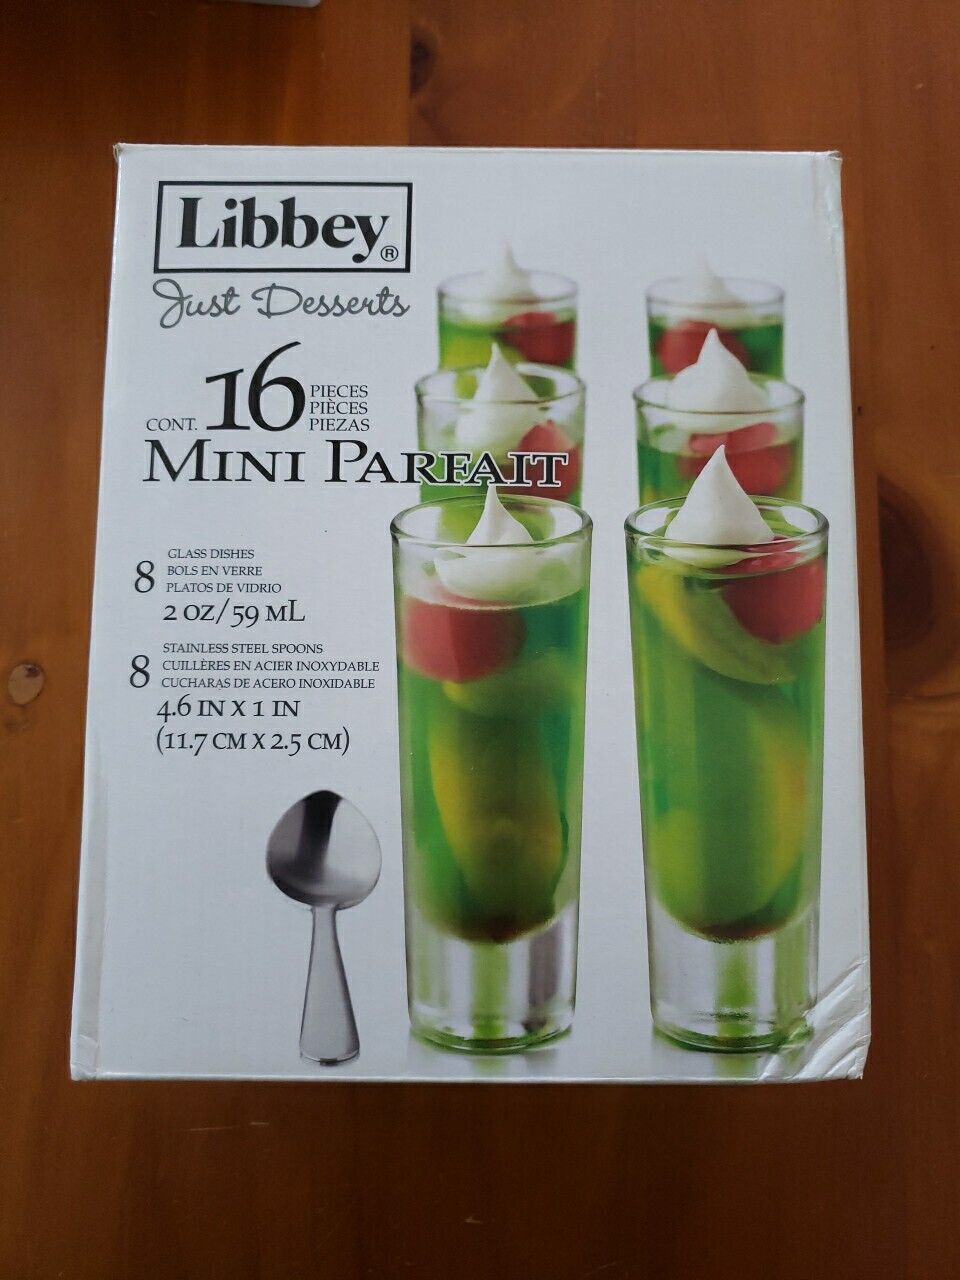 Libbey®
Just Desserts
CONT. 16 PIECES
PIÈCES
PIEZAS
MINI PARFAIT
8 GLASS DISHES
BOLS EN VERRE
PLATOS DE VIDRIO
2 OZ/59 mL
8 STAINLESS STEEL SPOONS
CUILLÈRES EN ACIER INOXYDABLE
CUCHARAS DE ACERO INOXIDABLE
4.6 IN X 1 IN
(11.7 CM X 2.5 CM)